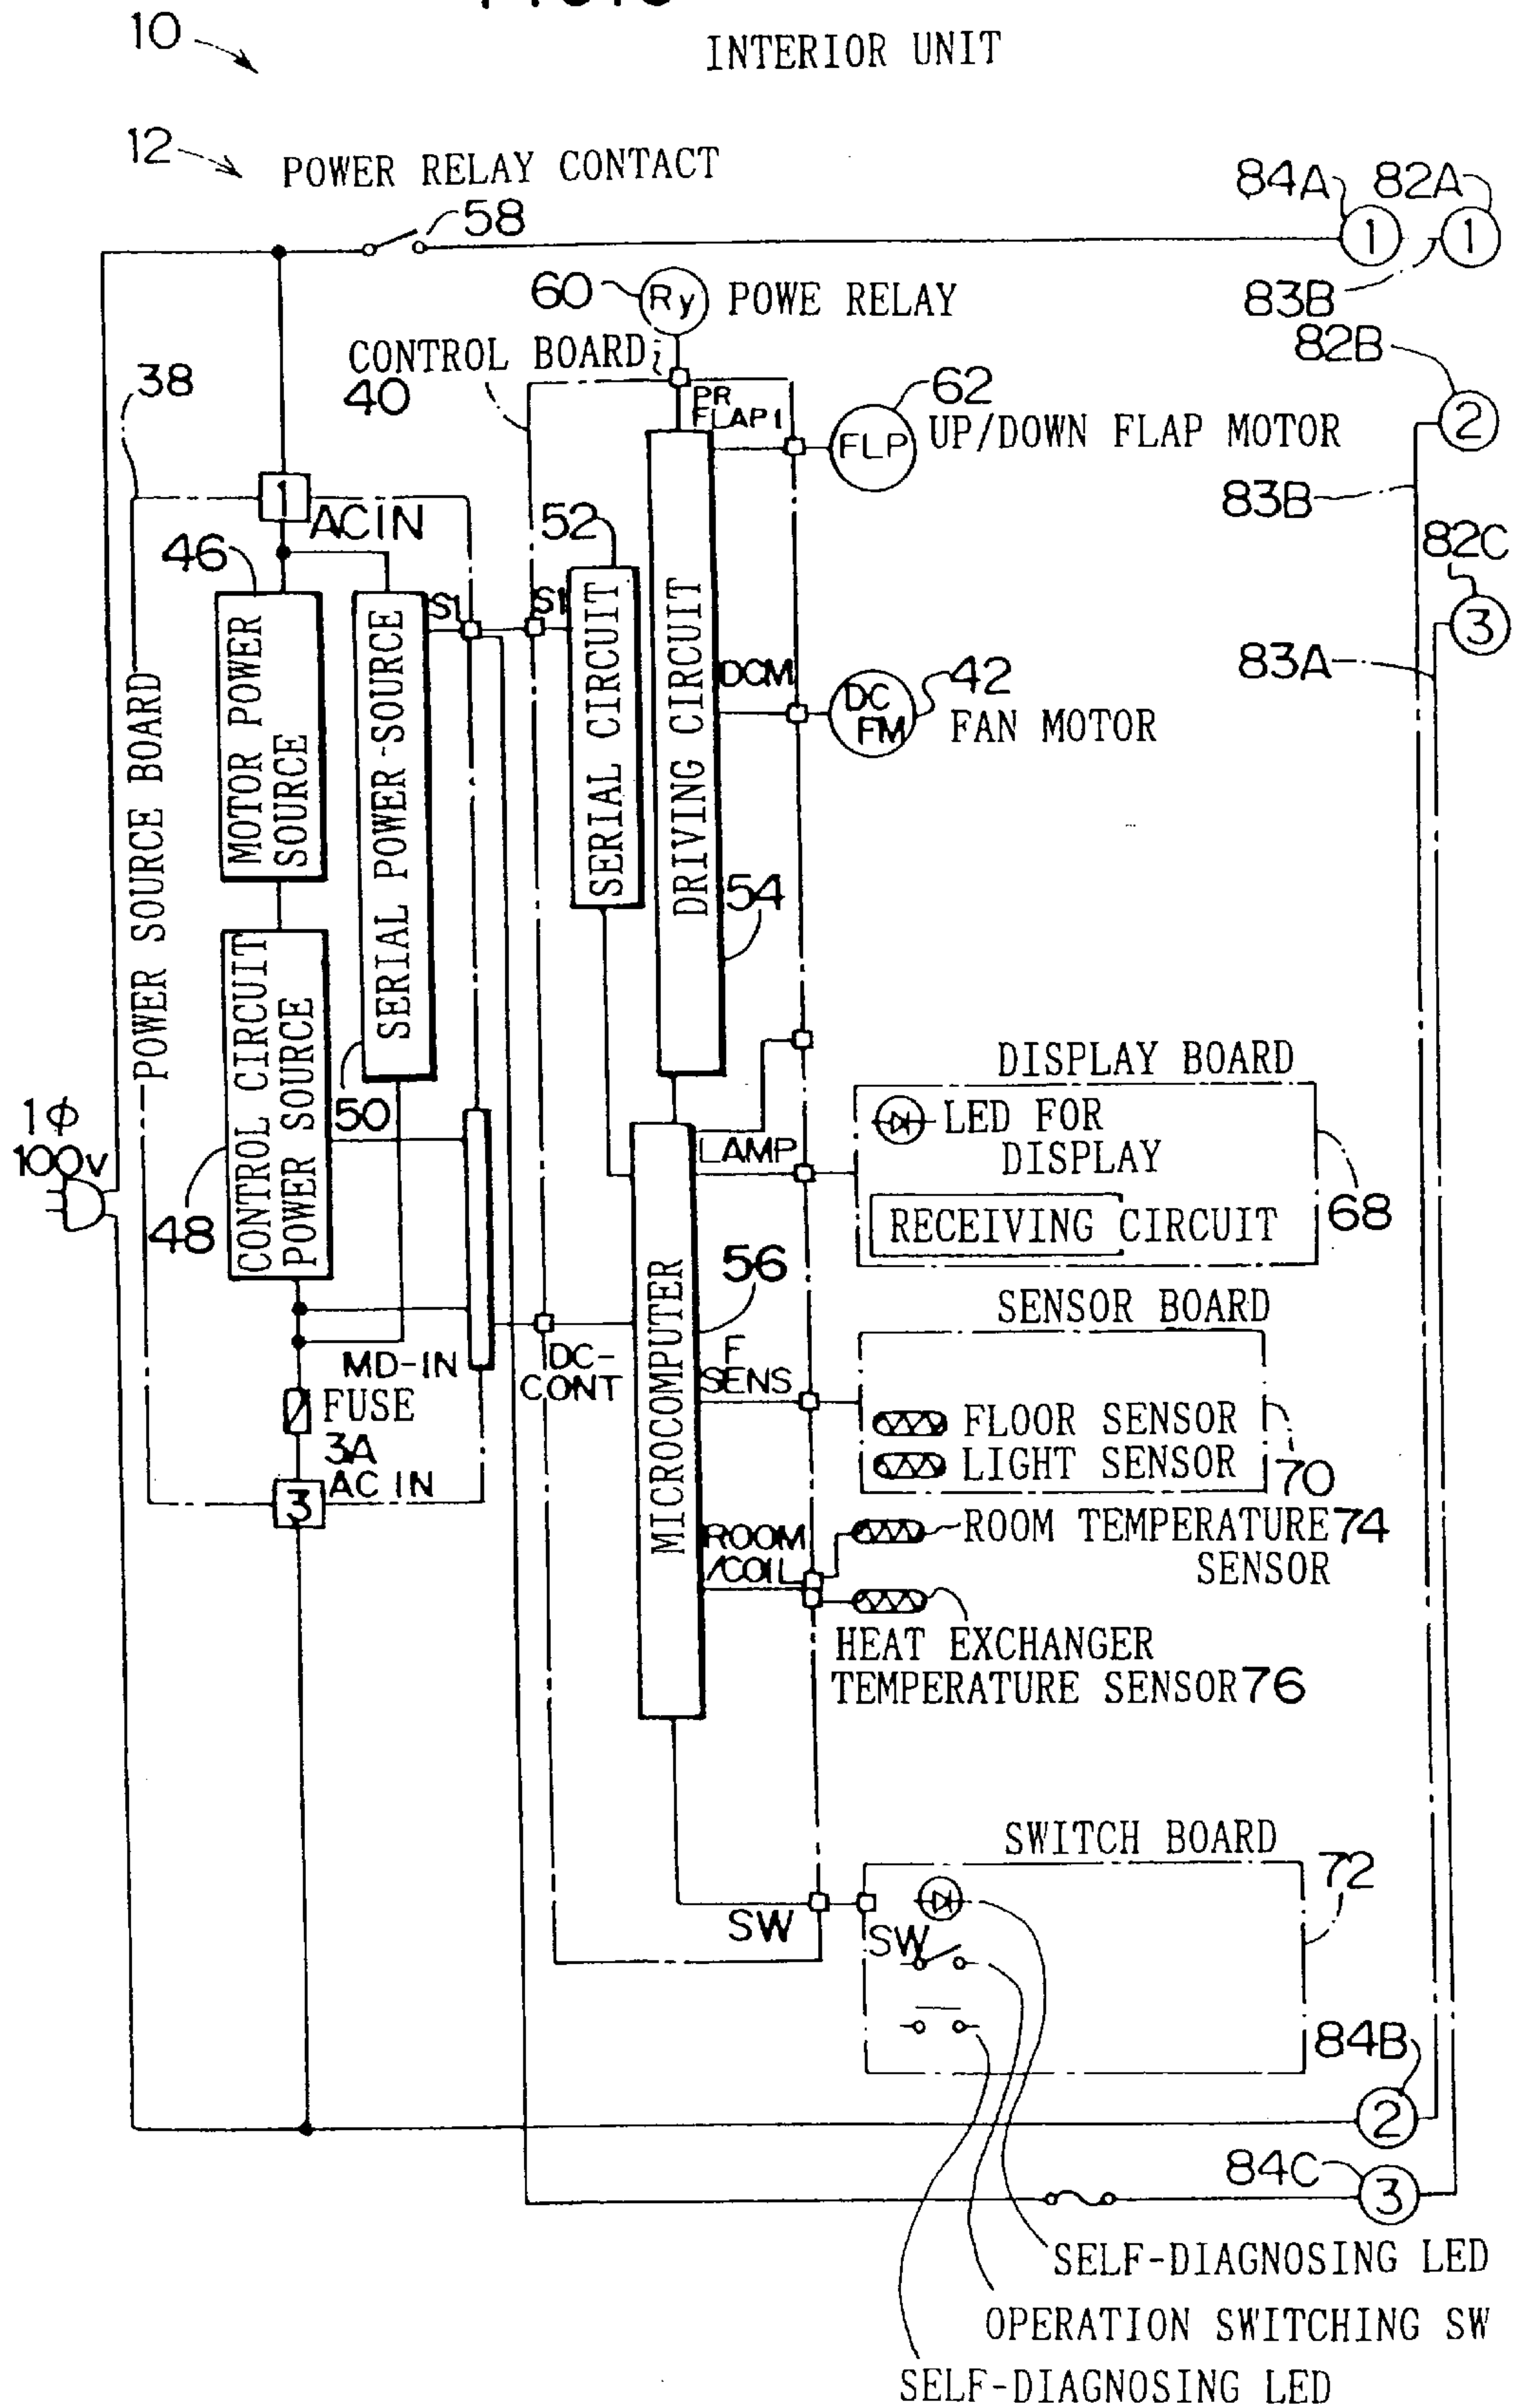 10
INTERIOR UNIT
12
POWER RELAY CONTACT
58
84A
82A
1
1
83B
60
Ry
POWE RELAY
82B
CONTROL BOARD
40
38
PR
FLAP1
62
FLP
UP/DOWN FLAP MOTOR
2
83B
1
ACIN
46
52
S1
S1
82C
3
83A
MOTOR POWER
SOURCE
SERIAL POWER-SOURCE
SERIAL CIRCUIT
DRIVING CIRCUIT
DCM
DC
FM
42
FAN MOTOR
POWER SOURCE BOARD
54
CONTROL CIRCUIT
POWER SOURCE
50
48
1Φ
100v
DISPLAY BOARD
LED FOR
DISPLAY
LAMP
RECEIVING CIRCUIT
68
MICROCOMPUTER
56
SENSOR BOARD
MD-IN
DC-
CONT
F
SENS
FUSE
3A
FLOOR SENSOR
LIGHT SENSOR
70
AC IN
3
ROOM
/COIL
ROOM TEMPERATURE 74
SENSOR
HEAT EXCHANGER
TEMPERATURE SENSOR 76
SWITCH BOARD
72
SW
SW
84B
2
84C
3
SELF-DIAGNOSING LED
OPERATION SWITCHING SW
SELF-DIAGNOSING LED